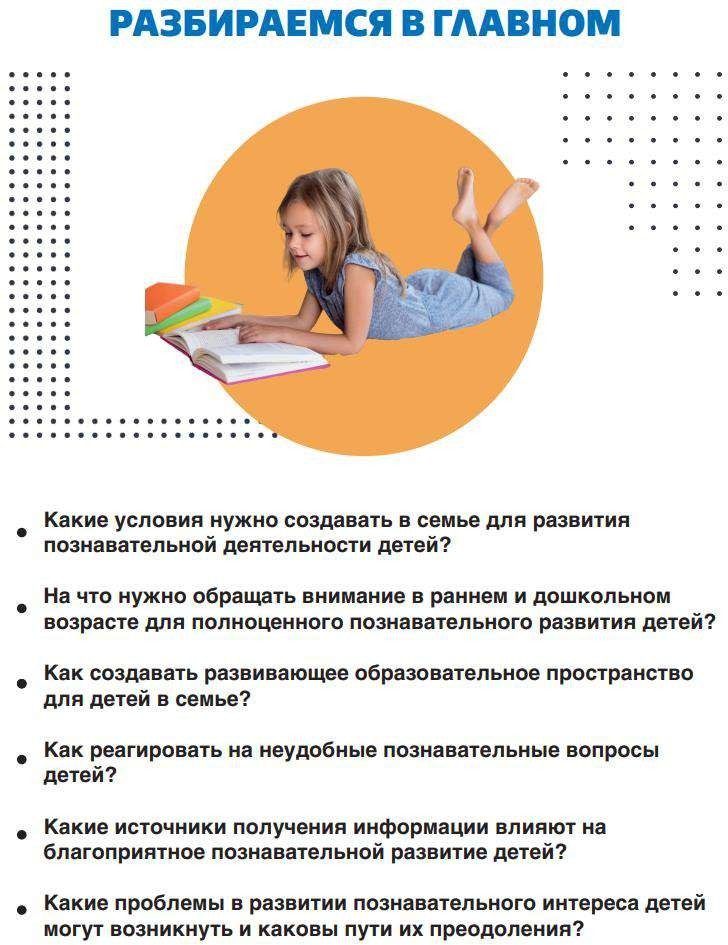 РАЗБИРАЕМСЯ В ГЛАВНОМ
Какие условия нужно создавать в семье для развития
познавательной деятельности детей?
На что нужно обращать внимание в раннем и дошкольном
возрасте для полноценного познавательного развития детей?
Как создавать развивающее образовательное пространство
для детей в семье?
Как реагировать на неудобные познавательные вопросы
детей?
Какие источники получения информации влияют на
благоприятное познавательной развитие детей?
Какие проблемы в развитии познавательного интереса детей
могут возникнуть и каковы пути их преодоления?